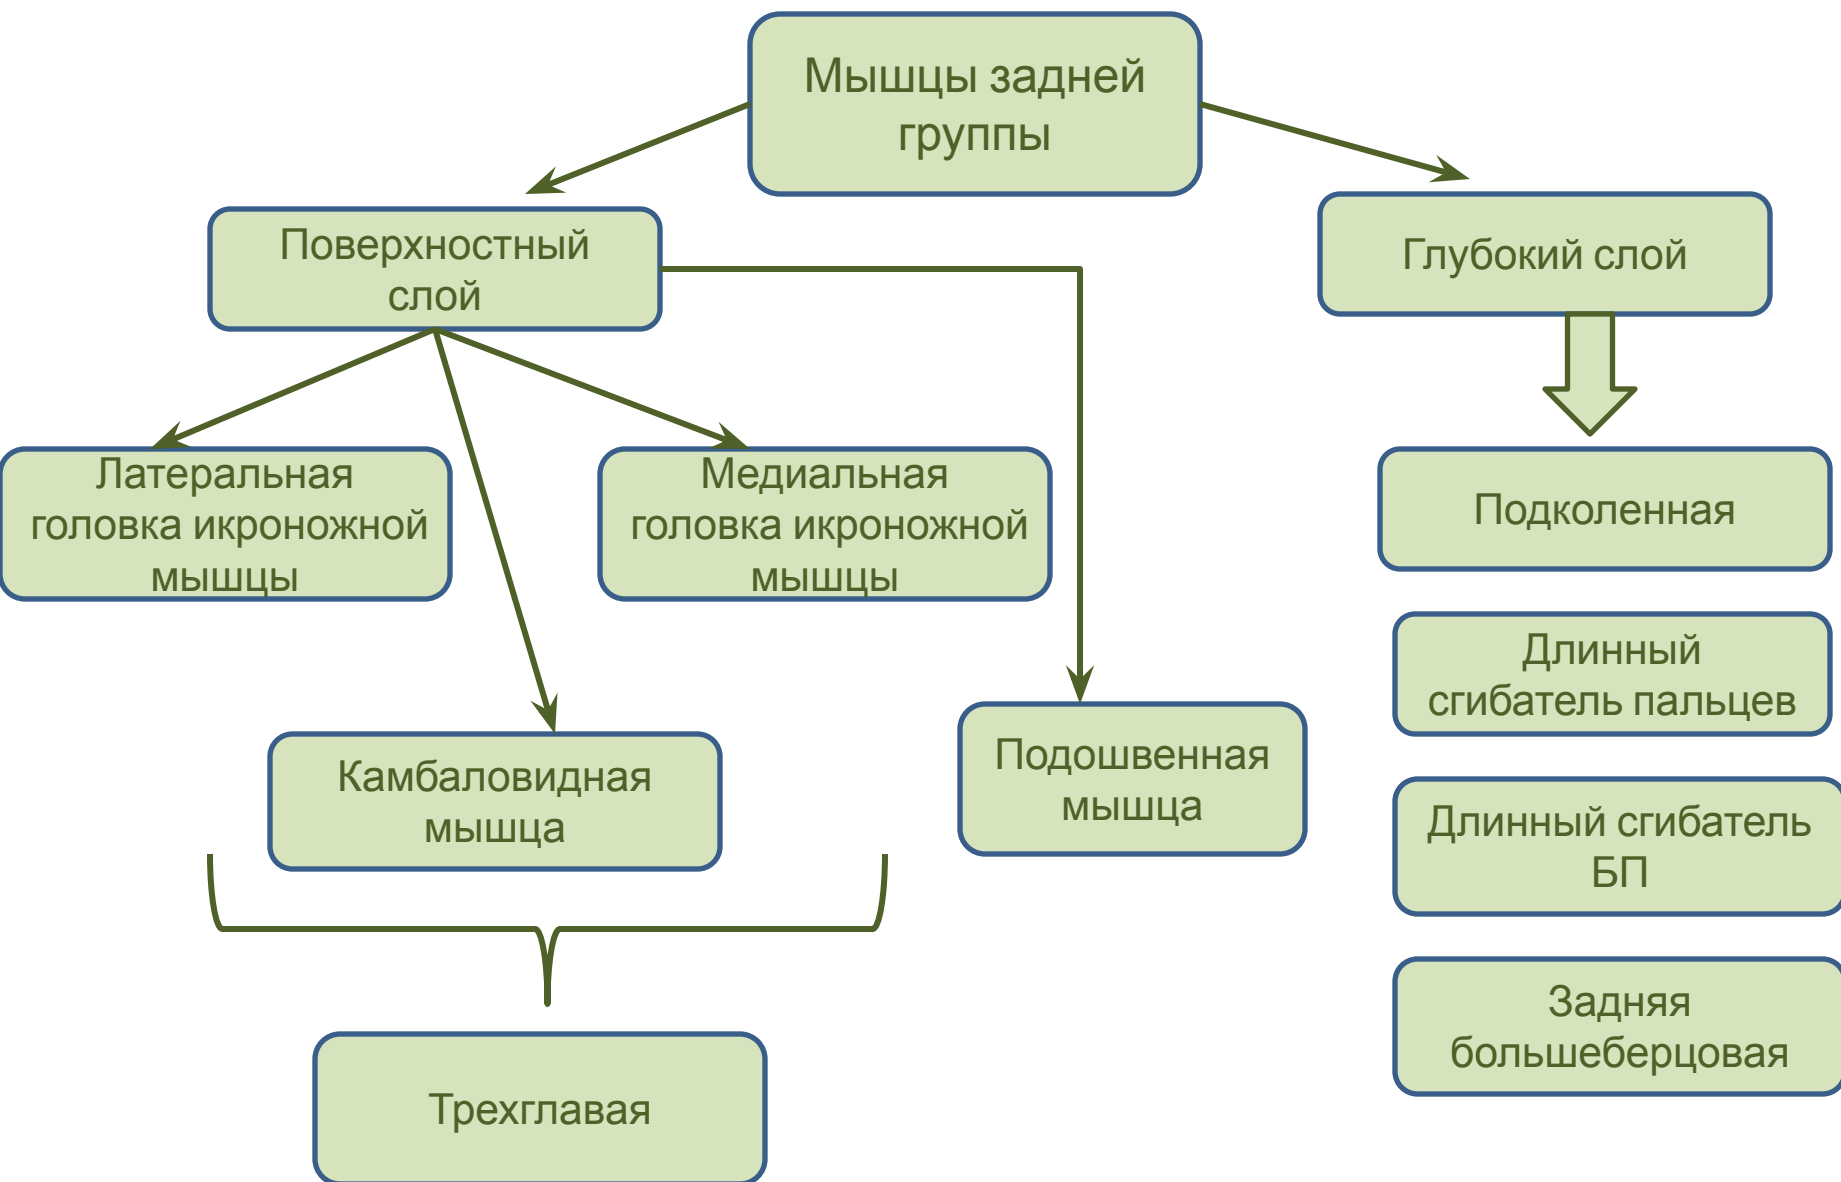 Мышцы задней
группы
Поверхностный
слой
Глубокий слой
Латеральная
головка икроножной
мышцы
Медиальная
головка икроножной
мышцы
Подколенная
Длинный
сгибатель пальцев
Камбаловидная
мышца
Подошвенная
мышца
Длинный сгибатель
БП
Задняя
большеберцовая
Трехглавая